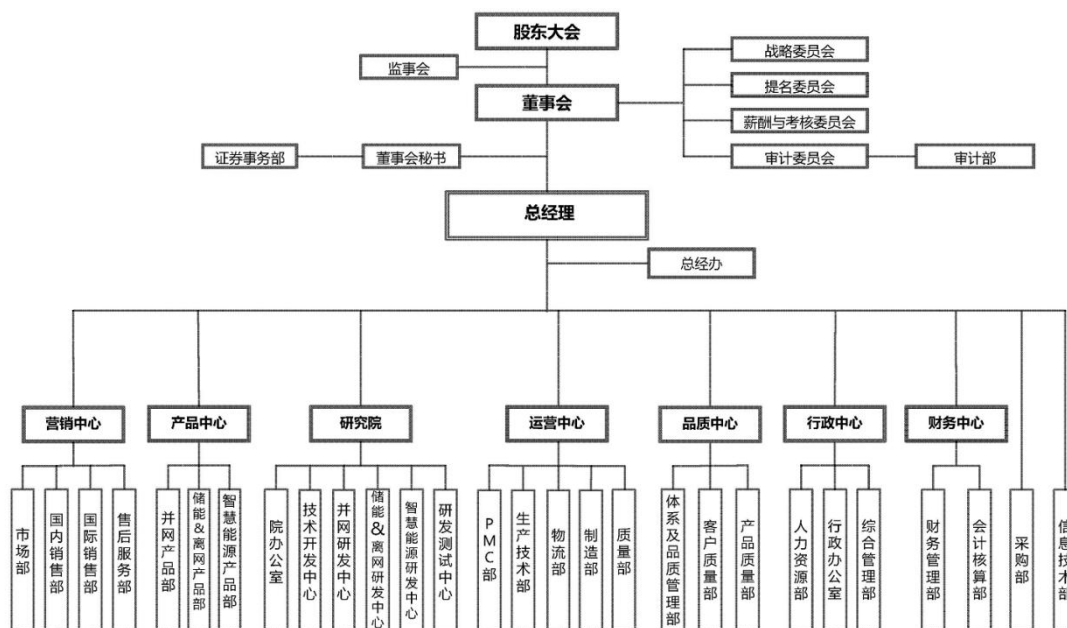 股东大会
监事会
战略委员会
提名委员会
董事会
薪酬与考核委员会
证券事务部
董事会秘书
审计委员会
审计部
总经理
总经办
营销中心
产品中心
研究院
运营中心
品质中心
行政中心
财务中心
市场部
国内销售部
国际销售部
售后服务部
并网产品部
储能&离网产品部
智慧能源产品部
院办公室
技术开发中心
并网研发中心
储能&离网研发中心
智慧能源研发中心
研发测试中心
PMC部
生产技术部
物流部
制造部
质量部
体系及品质管理部
客户质量部
产品质量部
人力资源部
行政办公室
综合管理部
财务管理部
会计核算部
采购部
信息技术部